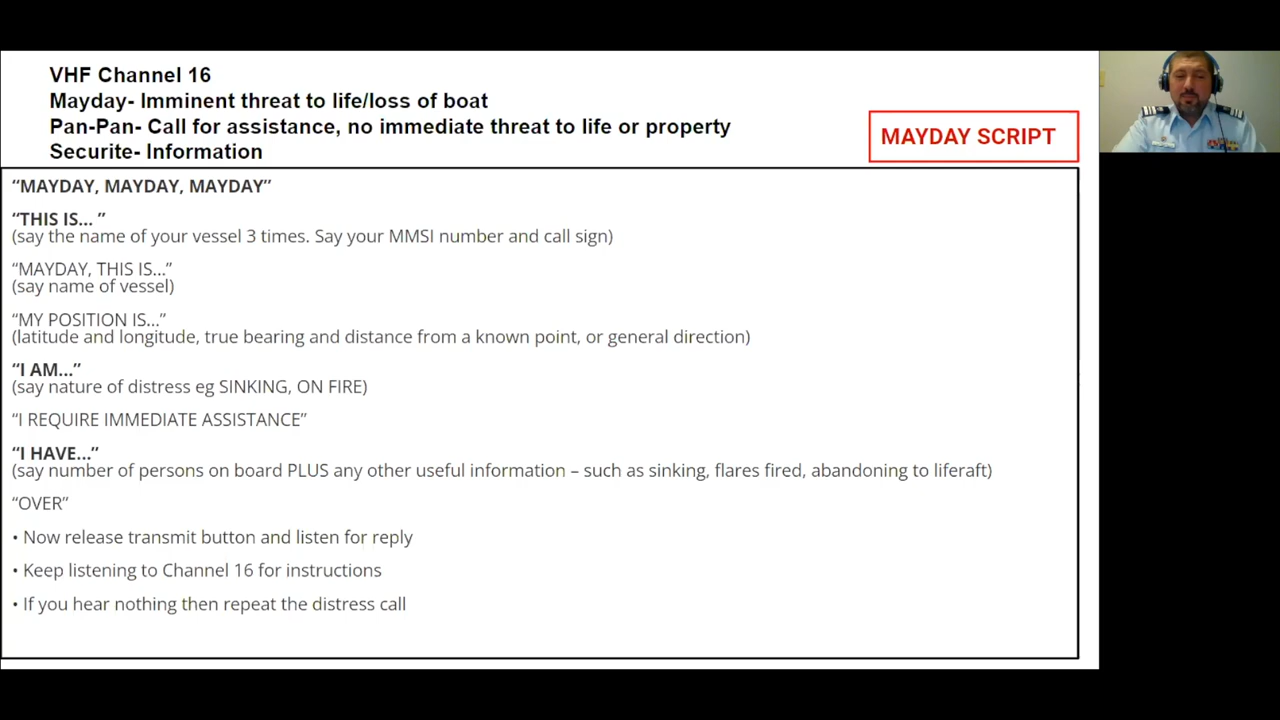 VHF Channel 16
Mayday- Imminent threat to life/loss of boat
Pan-Pan- Call for assistance, no immediate threat to life or property
Securite- Information
MAYDAY SCRIPT
“MAYDAY, MAYDAY, MAYDAY”
“THIS IS... ”
(say the name of your vessel 3 times. Say your MMSI number and call sign)
“MAYDAY, THIS IS...”
(say name of vessel)
“MY POSITION IS...”
(latitude and longitude, true bearing and distance from a known point, or general direction)
“I AM...”
(say nature of distress eg SINKING, ON FIRE)
“I REQUIRE IMMEDIATE ASSISTANCE”
“I HAVE...”
(say number of persons on board PLUS any other useful information – such as sinking, flares fired, abandoning to liferaft)
“OVER”
• Now release transmit button and listen for reply
• Keep listening to Channel 16 for instructions
• If you hear nothing then repeat the distress call